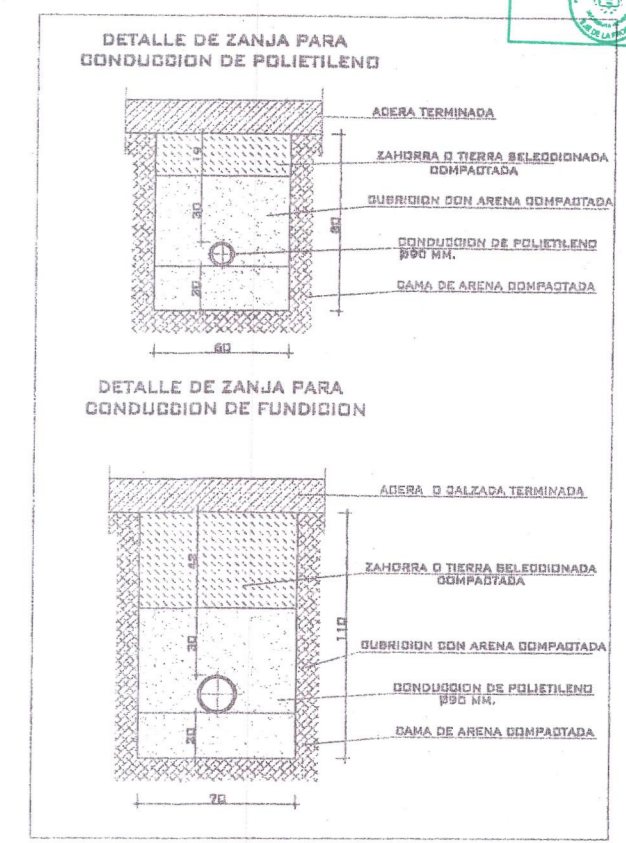 DETALLE DE ZANJA PARA
CONDUCCION DE POLIETILENO
ACERA TERMINADA
19
ZAHORRA O TIERRA SELECCIONADA
COMPACTADA
30
CUBRICION CON ARENA COMPACTADA
80
CONDUCCION DE POLIETILENO
Ø90 MM.
20
CAMA DE ARENA COMPACTADA
60
DETALLE DE ZANJA PARA
CONDUCCION DE FUNDICION
ACERA O CALZADA TERMINADA
42
ZAHORRA O TIERRA SELECCIONADA
COMPACTADA
110
30
CUBRICION CON ARENA COMPACTADA
CONDUCCION DE POLIETILENO
Ø90 MM.
20
CAMA DE ARENA COMPACTADA
70